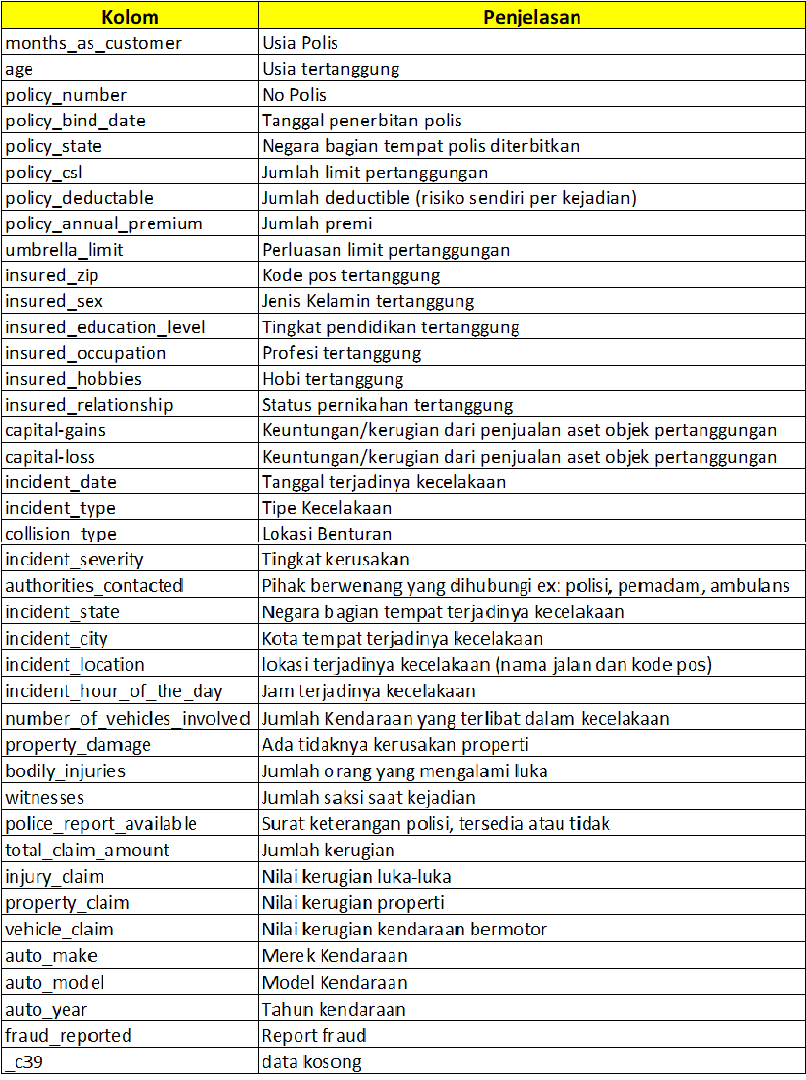 Kolom Penjelasan
months_as_customer Usia Polis
age Usia tertanggung
policy_number No Polis
policy_bind_date Tanggal penerbitan polis
policy_state Negara bagian tempat polis diterbitkan
policy_csl Jumlah limit pertanggungan
policy_deductable Jumlah deductible (risiko sendiri per kejadian)
policy_annual_premium Jumlah premi
umbrella_limit Perluasan limit pertanggungan
insured_zip Kode pos tertanggung
insured_sex Jenis Kelamin tertanggung
insured_education_level Tingkat pendidikan tertanggung
insured_occupation Profesi tertanggung
insured_hobbies Hobi tertanggung
insured_relationship Status pernikahan tertanggung
capital-gains Keuntungan/kerugian dari penjualan aset objek pertanggungan
capital-loss Keuntungan/kerugian dari penjualan aset objek pertanggungan
incident_date Tanggal terjadinya kecelakaan
incident_type Tipe Kecelakaan
collision_type Lokasi Benturan
incident_severity Tingkat kerusakan
authorities_contacted Pihak berwenang yang dihubungi ex: polisi, pemadam, ambulans
incident_state Negara bagian tempat terjadinya kecelakaan
incident_city Kota tempat terjadinya kecelakaan
incident_location lokasi terjadinya kecelakaan (nama jalan dan kode pos)
incident_hour_of_the_day Jam terjadinya kecelakaan
number_of_vehicles_involved Jumlah Kendaraan yang terlibat dalam kecelakaan
property_damage Ada tidaknya kerusakan properti
bodily_injuries Jumlah orang yang mengalami luka
witnesses Jumlah saksi saat kejadian
police_report_available Surat keterangan polisi, tersedia atau tidak
total_claim_amount Jumlah kerugian
injury_claim Nilai kerugian luka-luka
property_claim Nilai kerugian properti
vehicle_claim Nilai kerugian kendaraan bermotor
auto_make Merek Kendaraan
auto_model Model Kendaraan
auto_year Tahun kendaraan
fraud_reported Report fraud
_c39 data kosong